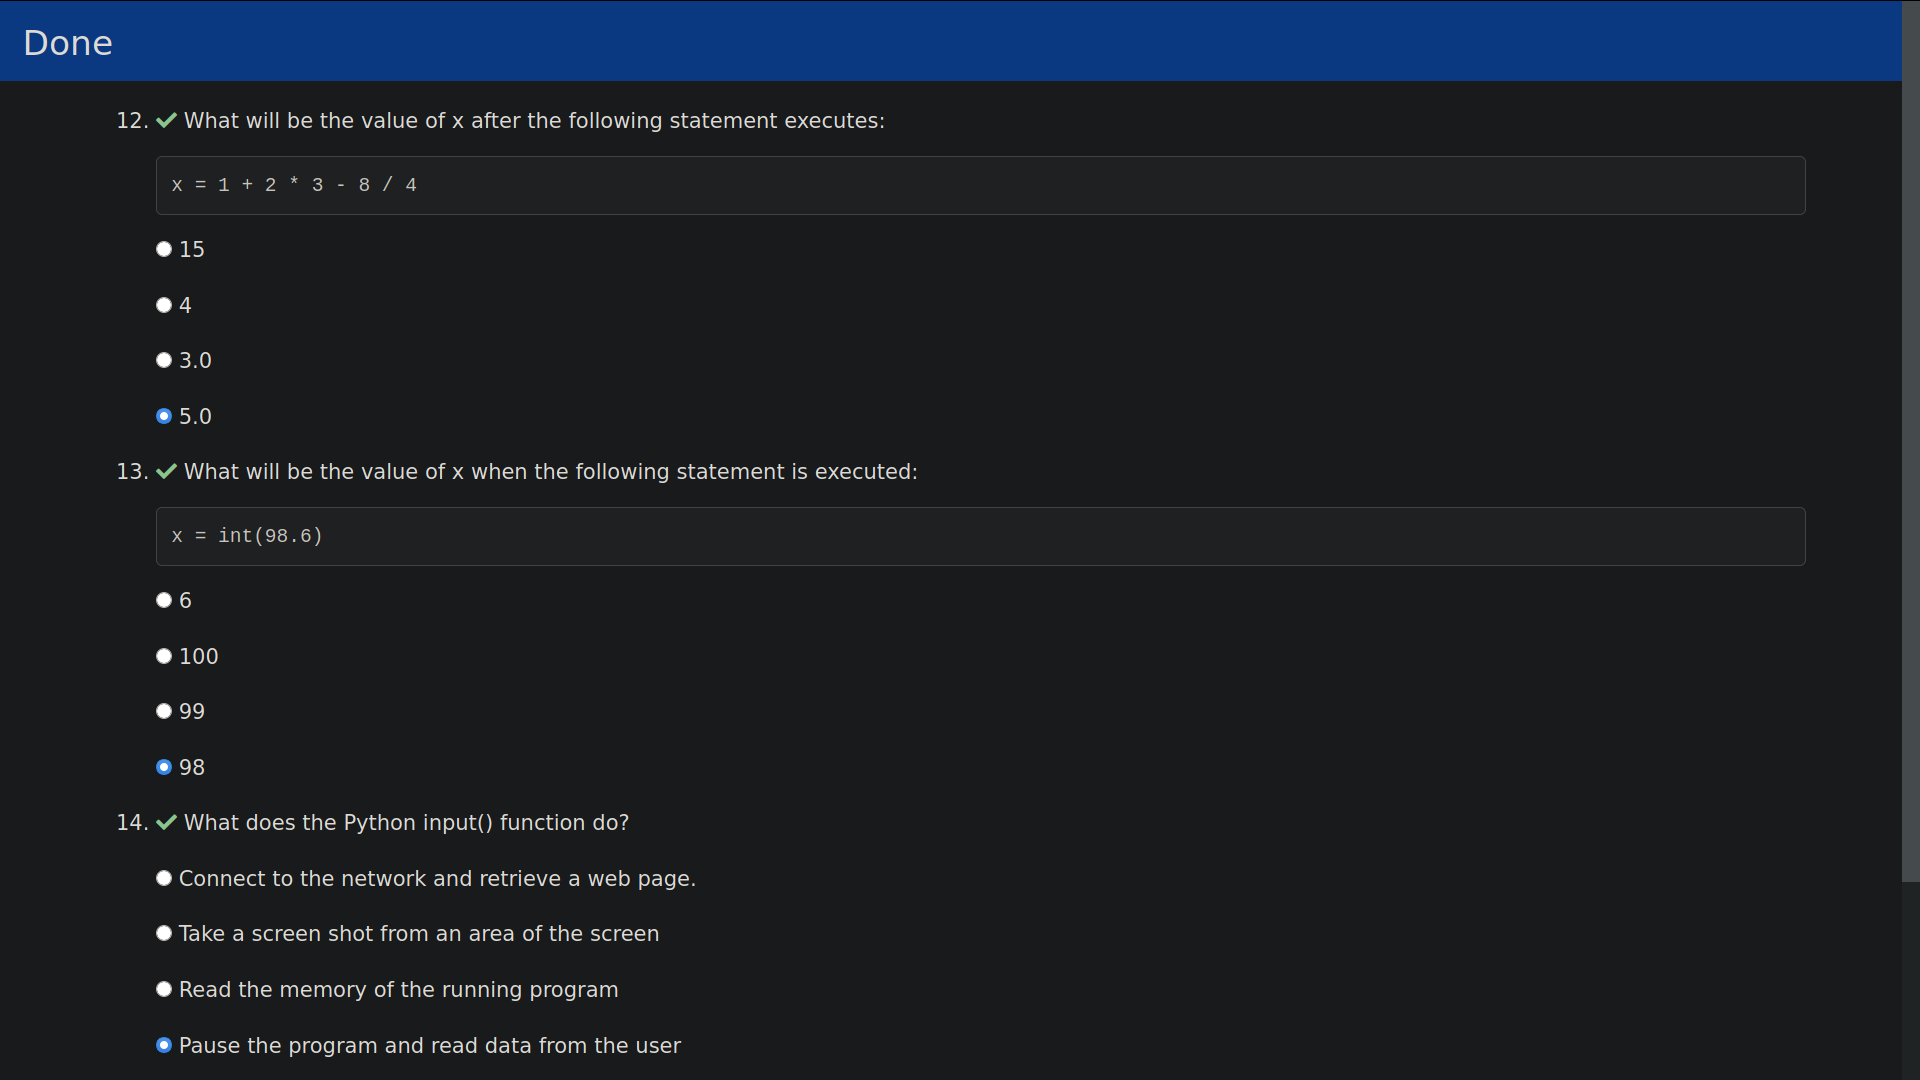 Done
12. What will be the value of x after the following statement executes:
x = 1 + 2 * 3 - 8 / 4
15
4
3.0
5.0
13. What will be the value of x when the following statement is executed:
x = int(98.6)
6
100
99
98
14. What does the Python input() function do?
Connect to the network and retrieve a web page.
Take a screen shot from an area of the screen
Read the memory of the running program
Pause the program and read data from the user